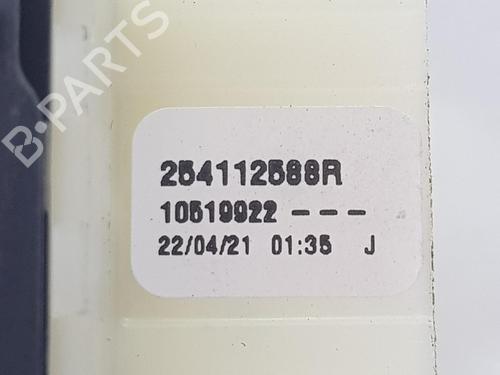 B-PARTS
254112588R
10519922 ---
22/04/21 01:35 J